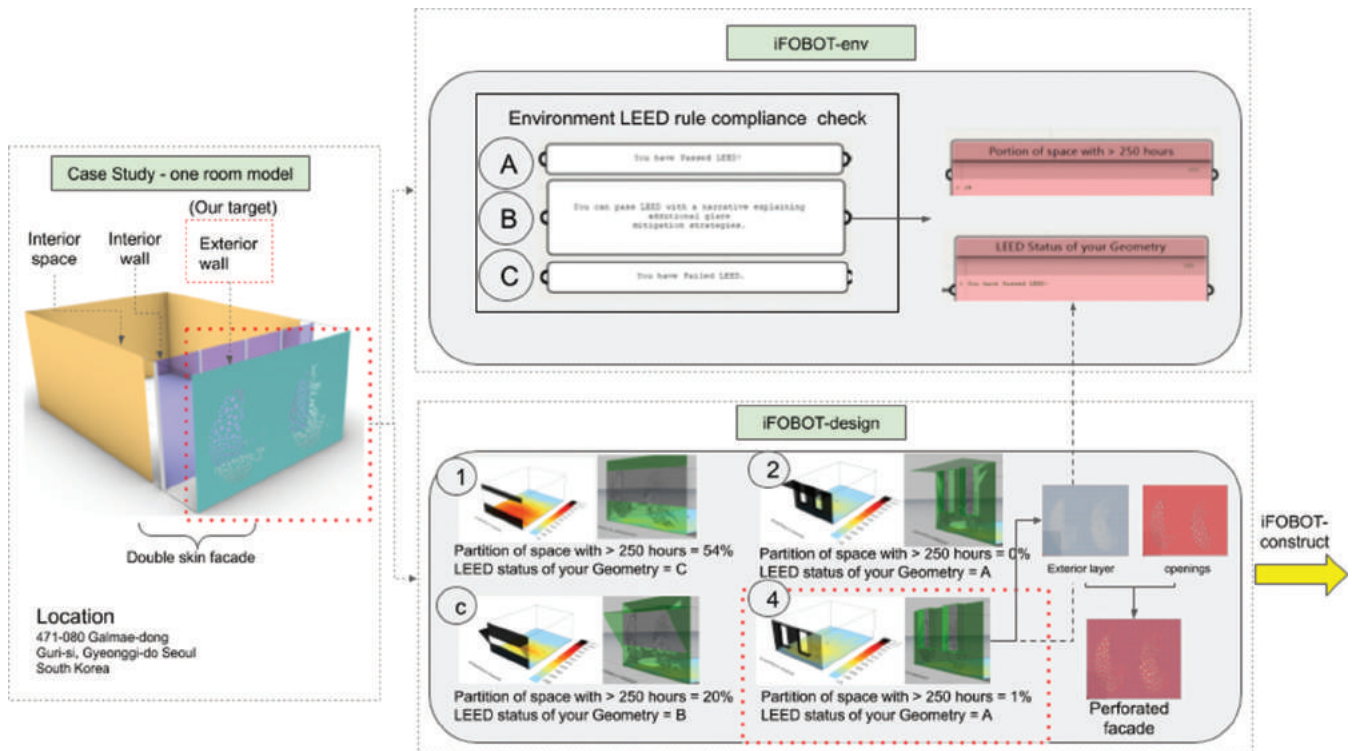 Case Study - one room model
(Our target)
Interior
space
Interior
wall
Exterior
wall
Double skin facade
Location
471-080 Galmae-dong
Guri-si, Gyeonggi-do Seoul
South Korea
iFOBOT-env
Environment LEED rule compliance check
A
You have Passed LEED!
B
You can pass LEED with a narrative explaining
additional glare
mitigation strategies.
C
You have Failed LEED.
Portion of space with > 250 hours
LEED Status of your Geometry
You have Passed LEED!
iFOBOT-design
1
Partition of space with > 250 hours = 54%
LEED status of your Geometry = C
2
Partition of space with > 250 hours = 0%
LEED status of your Geometry = A
c
Partition of space with > 250 hours = 20%
LEED status of your Geometry = B
4
Partition of space with > 250 hours = 1%
LEED status of your Geometry = A
Exterior layer
openings
Perforated
facade
iFOBOT-
construct